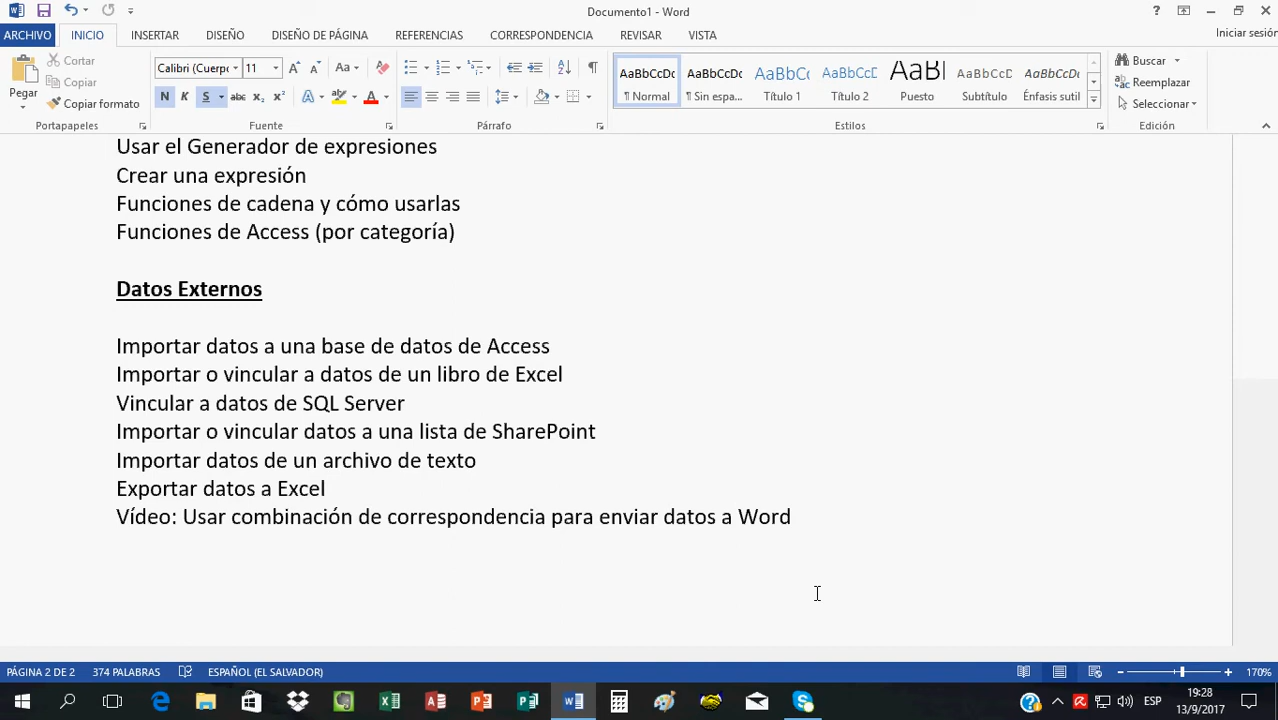 Documento1 - Word
Iniciar sesión
ARCHIVO INICIO INSERTAR DISEÑO DISEÑO DE PÁGINA REFERENCIAS CORRESPONDENCIA REVISAR VISTA
Pegar
Cortar
Copiar
Copiar formato
Portapapeles
Calibri (Cuerpo 11
Aa
N K S abc x₂ x²
A A
Fuente
Párrafo
AaBbCcDc AaBbCcDc AaBbCc AaBbCcD AaBl AaBbCcD AaBbCcDc
¶ Normal ¶ Sin espa... Título 1 Título 2 Puesto Subtítulo Énfasis sutil
Estilos
Buscar
Reemplazar
Seleccionar
Edición
Usar el Generador de expresiones
Crear una expresión
Funciones de cadena y cómo usarlas
Funciones de Access (por categoría)
Datos Externos
Importar datos a una base de datos de Access
Importar o vincular a datos de un libro de Excel
Vincular a datos de SQL Server
Importar o vincular datos a una lista de SharePoint
Importar datos de un archivo de texto
Exportar datos a Excel
Vídeo: Usar combinación de correspondencia para enviar datos a Word
PÁGINA 2 DE 2 374 PALABRAS ESPAÑOL (EL SALVADOR) 170%
ESP
19:28
13/9/2017